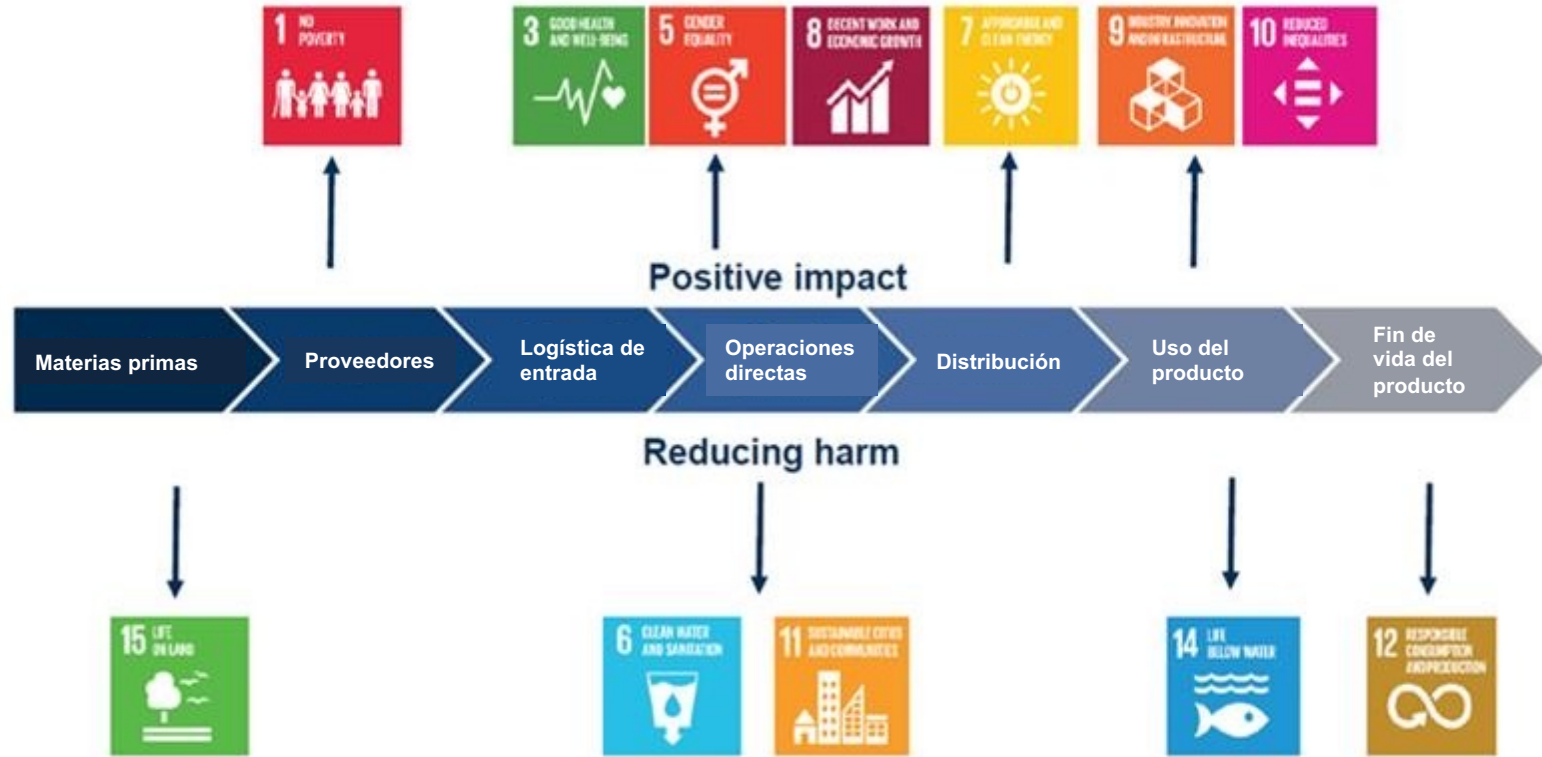 1 NO
POVERTY
3 GOOD HEALTH
AND WELL-BEING
5 GENDER
EQUALITY
8 DECENT WORK AND
ECONOMIC GROWTH
7 AFFORDABLE AND
CLEAN ENERGY
9 INDUSTRY, INNOVATION
AND INFRASTRUCTURE
10 REDUCED
INEQUALITIES
Positive impact
Materias primas
Proveedores
Logística de
entrada
Operaciones
directas
Distribución
Uso del
producto
Fin de
vida del
producto
Reducing harm
15 LIFE
ON LAND
6 CLEAN WATER
AND SANITATION
11 SUSTAINABLE CITIES
AND COMMUNITIES
14 LIFE
BELOW WATER
12 RESPONSIBLE
CONSUMPTION
AND PRODUCTION